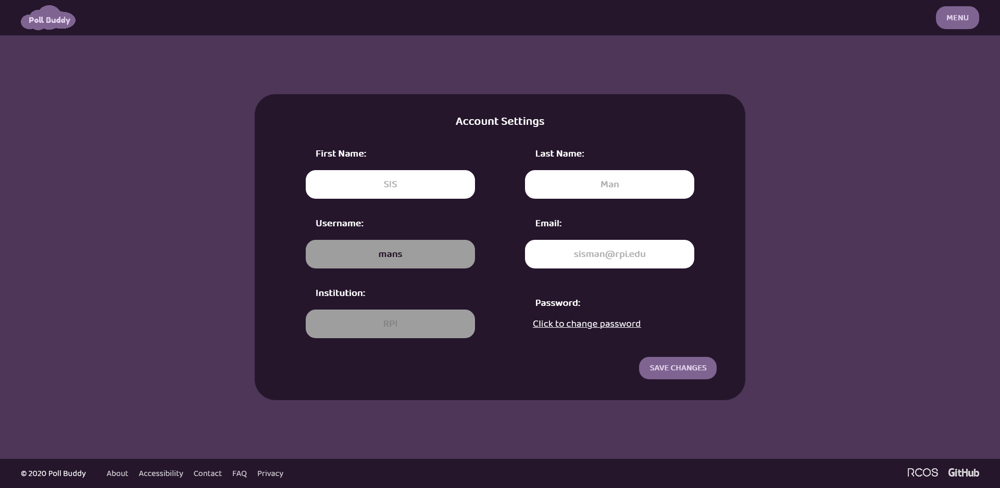 Poll Buddy
MENU
Account Settings
First Name:
Last Name:
SIS
Man
Username:
Email:
mans
sisman@rpi.edu
Institution:
Password:
RPI
Click to change password
SAVE CHANGES
© 2020 Poll Buddy About Accessibility Contact FAQ Privacy RCOS GitHub